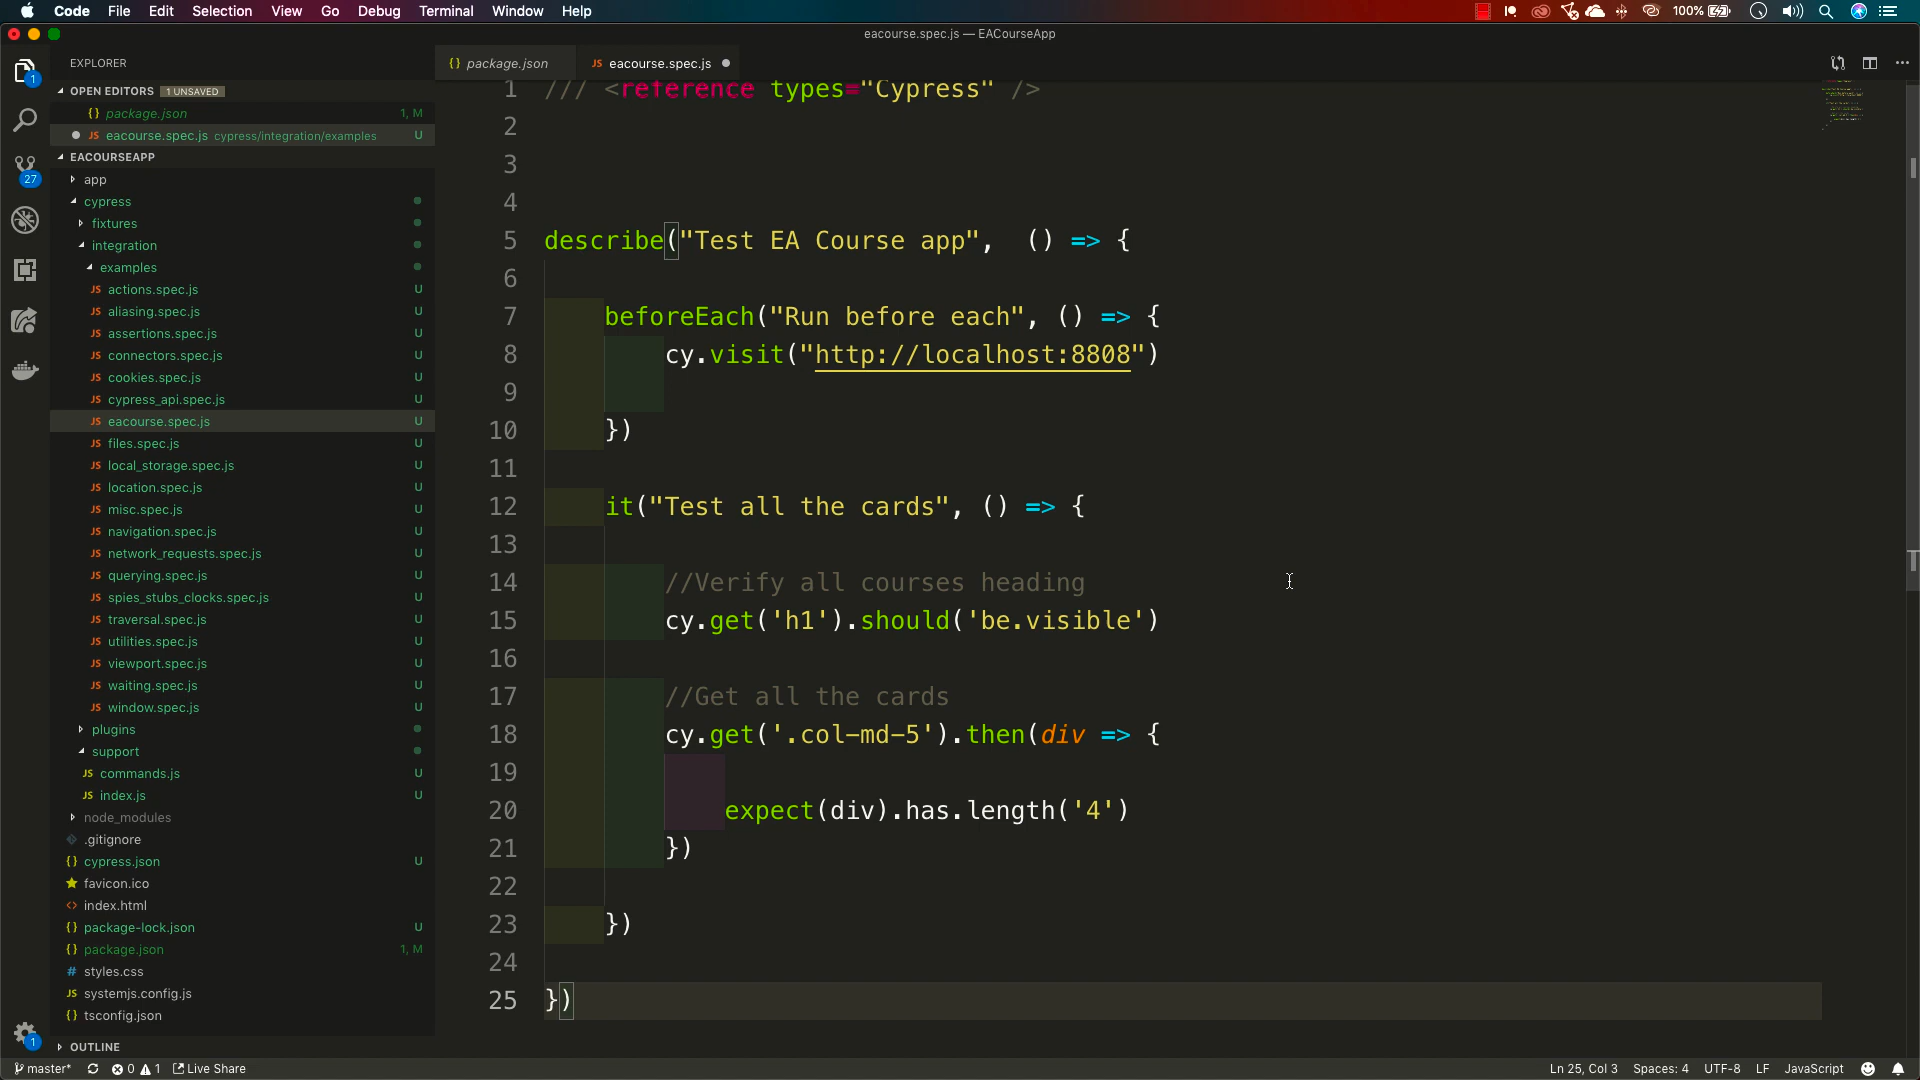 Code File Edit Selection View Go Debug Terminal Window Help 100%
eacourse.spec.js — EACourseApp
EXPLORER
{} package.json
JS eacourse.spec.js
OPEN EDITORS 1 UNSAVED
{} package.json 1, M
JS eacourse.spec.js cypress/integration/examples U
EACOURSEAPP
app
cypress
fixtures
integration
examples
JS actions.spec.js U
JS aliasing.spec.js U
JS assertions.spec.js U
JS connectors.spec.js U
JS cookies.spec.js U
JS cypress_api.spec.js U
JS eacourse.spec.js U
JS files.spec.js U
JS local_storage.spec.js U
JS location.spec.js U
JS misc.spec.js U
JS navigation.spec.js U
JS network_requests.spec.js U
JS querying.spec.js U
JS spies_stubs_clocks.spec.js U
JS traversal.spec.js U
JS utilities.spec.js U
JS viewport.spec.js U
JS waiting.spec.js U
JS window.spec.js U
plugins
support
JS commands.js U
JS index.js U
node_modules
.gitignore
{} cypress.json U
favicon.ico
<> index.html
{} package-lock.json U
{} package.json 1, M
# styles.css
JS systemjs.config.js
{} tsconfig.json
OUTLINE
1
27
1
1 /// <reference types="Cypress" />
2
3
4
5 describe("Test EA Course app",  () => {
6
7 beforeEach("Run before each", () => {
8 cy.visit("http://localhost:8808")
9
10 })
11
12 it("Test all the cards", () => {
13
14 //Verify all courses heading
15 cy.get('h1').should('be.visible')
16
17 //Get all the cards
18 cy.get('.col-md-5').then(div => {
19
20 expect(div).has.length('4')
21 })
22
23 })
24
25 })
master* 0 1 Live Share Ln 25, Col 3 Spaces: 4 UTF-8 LF JavaScript